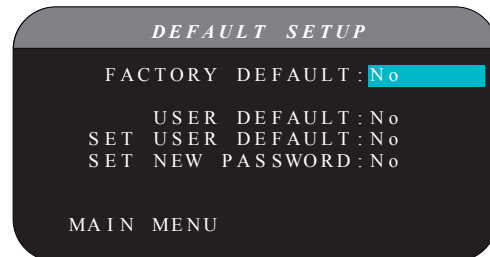 DEFAULT SETUP
FACTORY DEFAULT:No
USER DEFAULT:No
SET USER DEFAULT:No
SET NEW PASSWORD:No
MAIN MENU